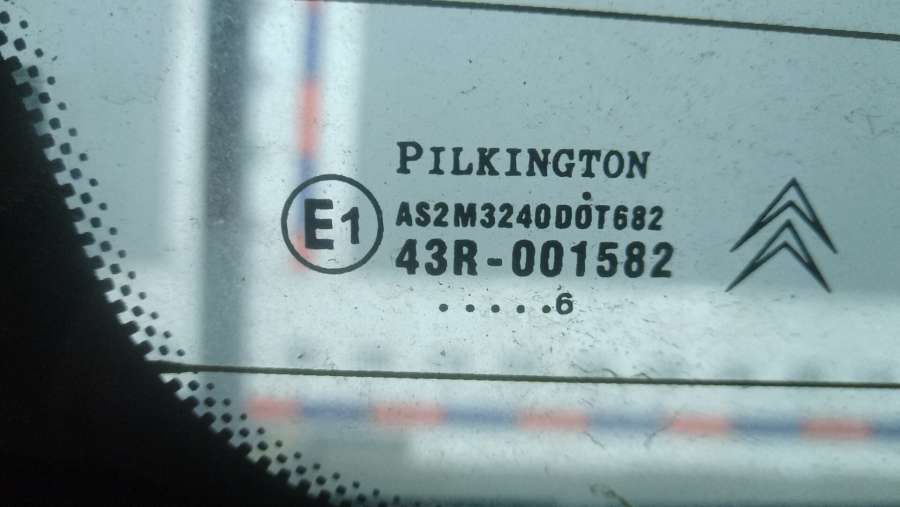 PILKINGTON
E1
AS2M3240DOT682
43R-001582
.....6